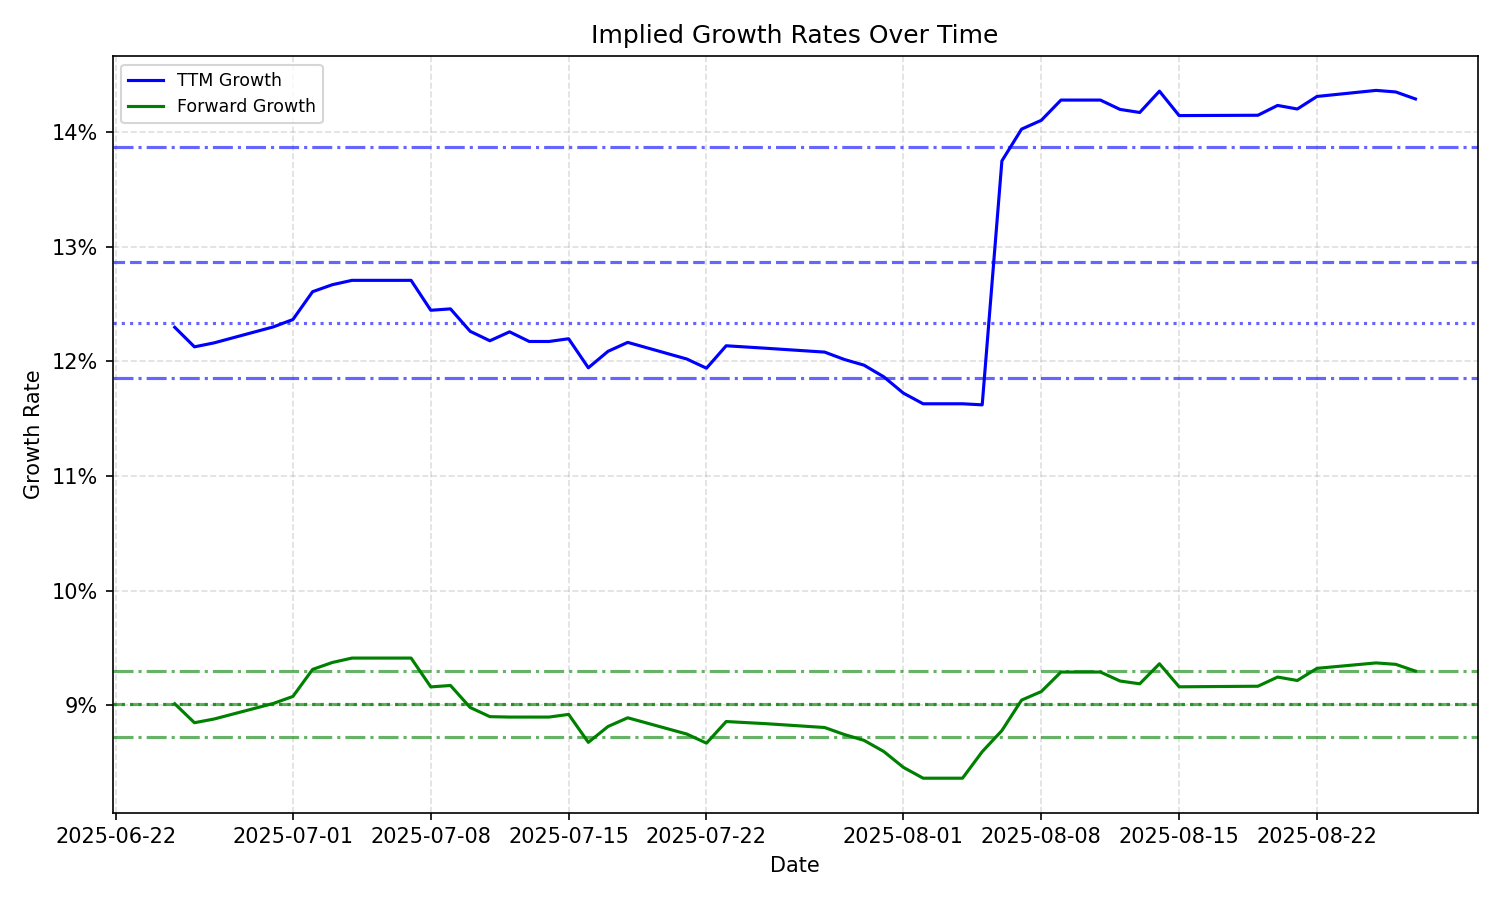 Implied Growth Rates Over Time
TTM Growth
Forward Growth
14%
13%
12%
11%
10%
9%
Growth Rate
2025-06-22 2025-07-01 2025-07-08 2025-07-15 2025-07-22 2025-08-01 2025-08-08 2025-08-15 2025-08-22
Date